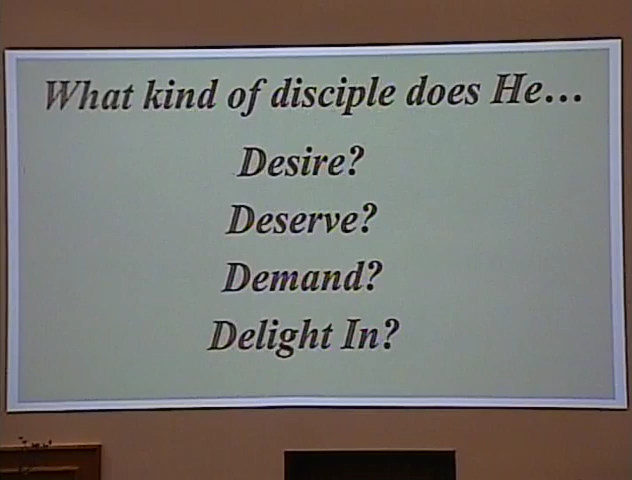 What kind of disciple does He...
Desire?
Deserve?
Demand?
Delight In?